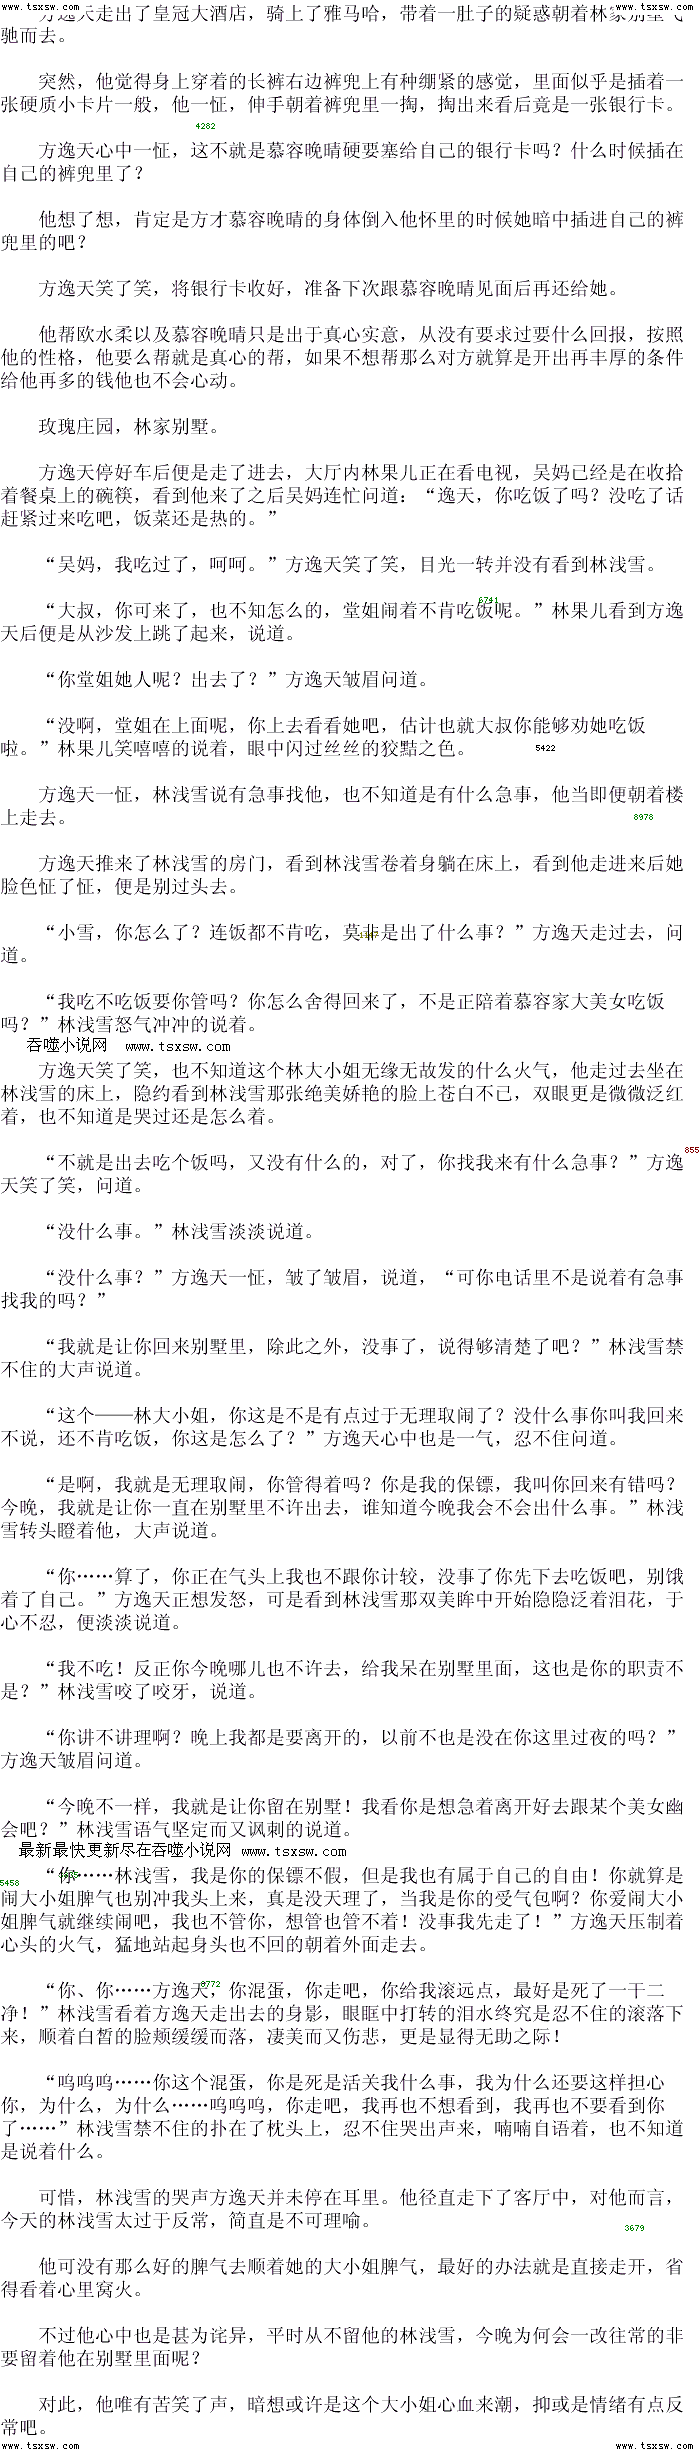 www.tsxsw.com www.tsxsw.com
方逸天走出了皇冠大酒店，骑上了雅马哈，带着一肚子的疑惑朝着林家别墅飞
驰而去。
突然，他觉得身上穿着的长裤右边裤兜上有种绷紧的感觉，里面似乎是插着一
张硬质小卡片一般，他一怔，伸手朝着裤兜里一掏，掏出来看后竟是一张银行卡。
4282
方逸天心中一怔，这不就是慕容晚晴硬要塞给自己的银行卡吗？什么时候插在
自己的裤兜里了？
他想了想，肯定是方才慕容晚晴的身体倒入他怀里的时候她暗中插进自己的裤
兜里的吧？
方逸天笑了笑，将银行卡收好，准备下次跟慕容晚晴见面后再还给她。
他帮欧水柔以及慕容晚晴只是出于真心实意，从没有要求过要什么回报，按照
他的性格，他要么帮就是真心的帮，如果不想帮那么对方就算是开出再丰厚的条件
给他再多的钱他也不会心动。
玫瑰庄园，林家别墅。
方逸天停好车后便是走了进去，大厅内林果儿正在看电视，吴妈已经是在收拾
着餐桌上的碗筷，看到他来了之后吴妈连忙问道：“逸天，你吃饭了吗？没吃了话
赶紧过来吃吧，饭菜还是热的。”
“吴妈，我吃过了，呵呵。”方逸天笑了笑，目光一转并没有看到林浅雪。
6741
“大叔，你可来了，也不知怎么的，堂姐闹着不肯吃饭呢。”林果儿看到方逸
天后便是从沙发上跳了起来，说道。
“你堂姐她人呢？出去了？”方逸天皱眉问道。
“没啊，堂姐在上面呢，你上去看看她吧，估计也就大叔你能够劝她吃饭
啦。”林果儿笑嘻嘻的说着，眼中闪过丝丝的狡黠之色。 5422
方逸天一怔，林浅雪说有急事找他，也不知道是有什么急事，他当即便朝着楼
上走去。 8978
方逸天推来了林浅雪的房门，看到林浅雪卷着身躺在床上，看到他走进来后她
脸色怔了怔，便是别过头去。
“小雪，你怎么了？连饭都不肯吃，莫非是出了什么事？”方逸天走过去，问
道。
“我吃不吃饭要你管吗？你怎么舍得回来了，不是正陪着慕容家大美女吃饭
吗？”林浅雪怒气冲冲的说着。
吞噬小说网 www.tsxsw.com
方逸天笑了笑，也不知道这个林大小姐无缘无故发的什么火气，他走过去坐在
林浅雪的床上，隐约看到林浅雪那张绝美娇艳的脸上苍白不已，双眼更是微微泛红
着，也不知道是哭过还是怎么着。
855
“不就是出去吃个饭吗，又没有什么的，对了，你找我来有什么急事？”方逸
天笑了笑，问道。
“没什么事。”林浅雪淡淡说道。
“没什么事？”方逸天一怔，皱了皱眉，说道，“可你电话里不是说着有急事
找我的吗？”
“我就是让你回来别墅里，除此之外，没事了，说得够清楚了吧？”林浅雪禁
不住的大声说道。
“这个——林大小姐，你这是不是有点过于无理取闹了？没什么事你叫我回来
不说，还不肯吃饭，你这是怎么了？”方逸天心中也是一气，忍不住问道。
“是啊，我就是无理取闹，你管得着吗？你是我的保镖，我叫你回来有错吗？
今晚，我就是让你一直在别墅里不许出去，谁知道今晚我会不会出什么事。”林浅
雪转头瞪着他，大声说道。
“你……算了，你正在气头上我也不跟你计较，没事了你先下去吃饭吧，别饿
着了自己。”方逸天正想发怒，可是看到林浅雪那双美眸中开始隐隐泛着泪花，于
心不忍，便淡淡说道。
“我不吃！反正你今晚哪儿也不许去，给我呆在别墅里面，这也是你的职责不
是？”林浅雪咬了咬牙，说道。
“你讲不讲理啊？晚上我都是要离开的，以前不也是没在你这里过夜的吗？”
方逸天皱眉问道。
“今晚不一样，我就是让你留在别墅！我看你是想急着离开好去跟某个美女幽
会吧？”林浅雪语气坚定而又讽刺的说道。
最新最快更新尽在吞噬小说网 www.tsxsw.com
“你……林浅雪，我是你的保镖不假，但是我也有属于自己的自由！你就算是
5458
闹大小姐脾气也别冲我头上来，真是没天理了，当我是你的受气包啊？你爱闹大小
姐脾气就继续闹吧，我也不管你，想管也管不着！没事我先走了！”方逸天压制着
心头的火气，猛地站起身头也不回的朝着外面走去。
“你、你……方逸天，你混蛋，你走吧，你给我滚远点，最好是死了一干二
净！”林浅雪看着方逸天走出去的身影，眼眶中打转的泪水终究是忍不住的滚落下
来，顺着白皙的脸颊缓缓而落，凄美而又伤悲，更是显得无助之际！
“呜呜呜……你这个混蛋，你是死是活关我什么事，我为什么还要这样担心
你，为什么，为什么……呜呜呜，你走吧，我再也不想看到，我再也不要看到你
了……”林浅雪禁不住的扑在了枕头上，忍不住哭出声来，喃喃自语着，也不知道
是说着什么。
可惜，林浅雪的哭声方逸天并未停在耳里。他径直走下了客厅中，对他而言，
今天的林浅雪太过于反常，简直是不可理喻。
3679
他可没有那么好的脾气去顺着她的大小姐脾气，最好的办法就是直接走开，省
得看着心里窝火。
不过他心中也是甚为诧异，平时从不留他的林浅雪，今晚为何会一改往常的非
要留着他在别墅里面呢？
对此，他唯有苦笑了声，暗想或许是这个大小姐心血来潮，抑或是情绪有点反
常吧。
www.tsxsw.com www.tsxsw.com